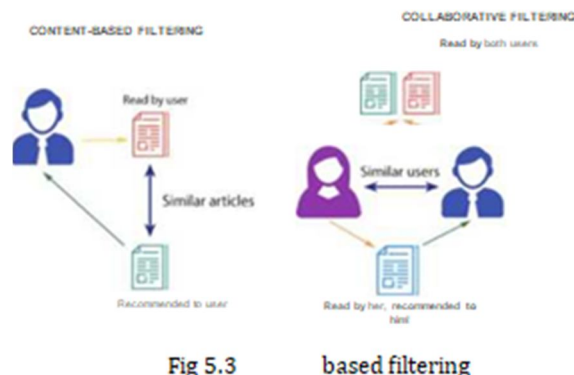 CONTENT-BASED FILTERING
Read by user
Similar articles
Recommended to user
COLLABORATIVE FILTERING
Read by both users
Similar users
Read by her, recommended to
him!
Fig 5.3 based filtering